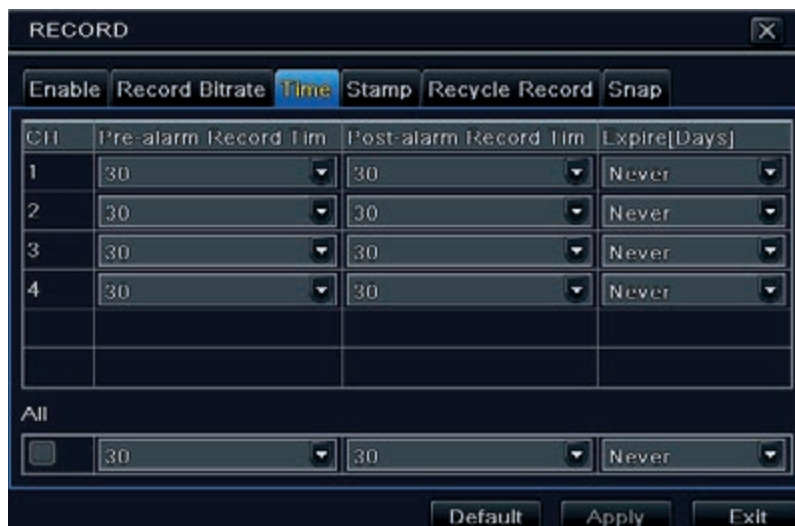 RECORD
Enable Record Bitrate Time Stamp Recycle Record Snap
CH Pre-alarm Record Tim Post-alarm Record Tim Expire[Days]
1 30 30 Never
2 30 30 Never
3 30 30 Never
4 30 30 Never
All
30 30 Never
Default Apply Exit